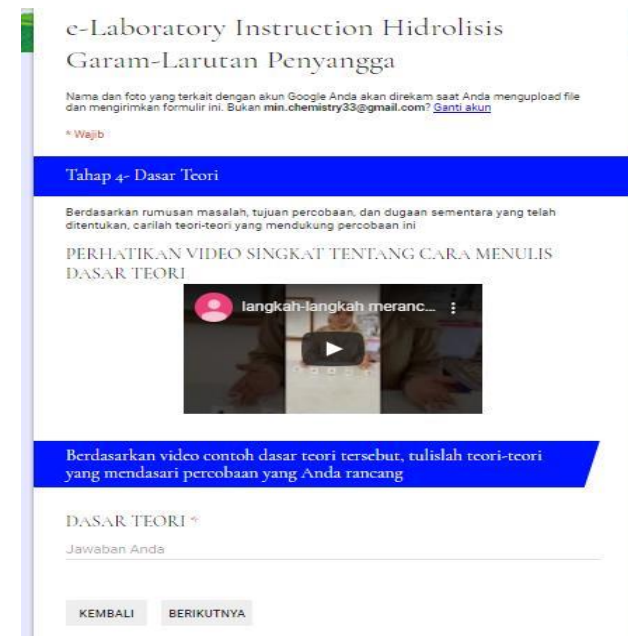 e-Laboratory Instruction Hidrolisis
Garam-Larutan Penyangga
Nama dan foto yang terkait dengan akun Google Anda akan direkam saat Anda mengupload file
dan mengirimkan formulir ini. Bukan min.chemistry33@gmail.com? Ganti akun
* Wajib
Tahap 4- Dasar Teori
Berdasarkan rumusan masalah, tujuan percobaan, dan dugaan sementara yang telah
ditentukan, carilah teori-teori yang mendukung percobaan ini
PERHATIKAN VIDEO SINGKAT TENTANG CARA MENULIS
DASAR TEORI
langkah-langkah meranc...
Berdasarkan video contoh dasar teori tersebut, tulislah teori-teori
yang mendasari percobaan yang Anda rancang
DASAR TEORI *
Jawaban Anda
KEMBALI BERIKUTNYA